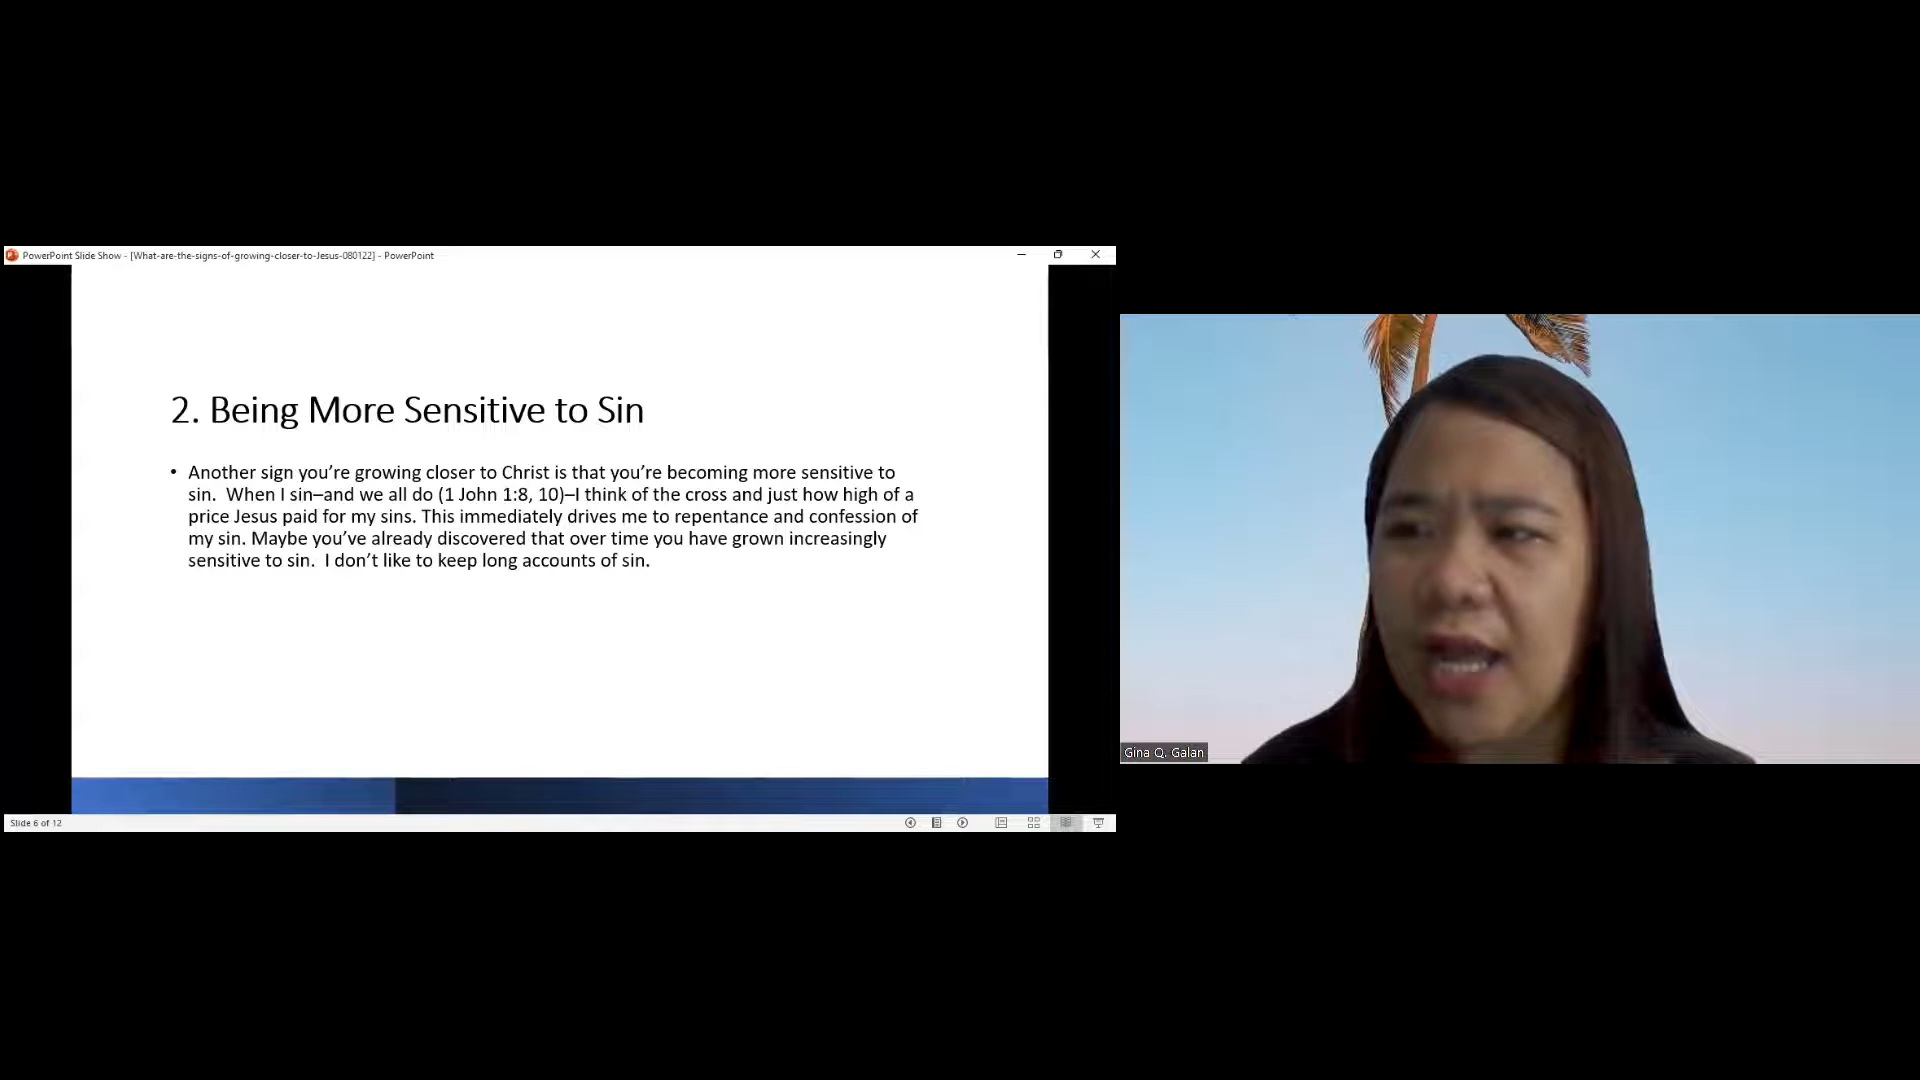 PowerPoint Slide Show - [What-are-the-signs-of-growing-closer-to-Jesus-080122] - PowerPoint
2. Being More Sensitive to Sin
• Another sign you’re growing closer to Christ is that you’re becoming more sensitive to
sin.  When I sin–and we all do (1 John 1:8, 10)–I think of the cross and just how high of a
price Jesus paid for my sins. This immediately drives me to repentance and confession of
my sin. Maybe you’ve already discovered that over time you have grown increasingly
sensitive to sin.  I don’t like to keep long accounts of sin.
Slide 6 of 12
Gina Q. Galan